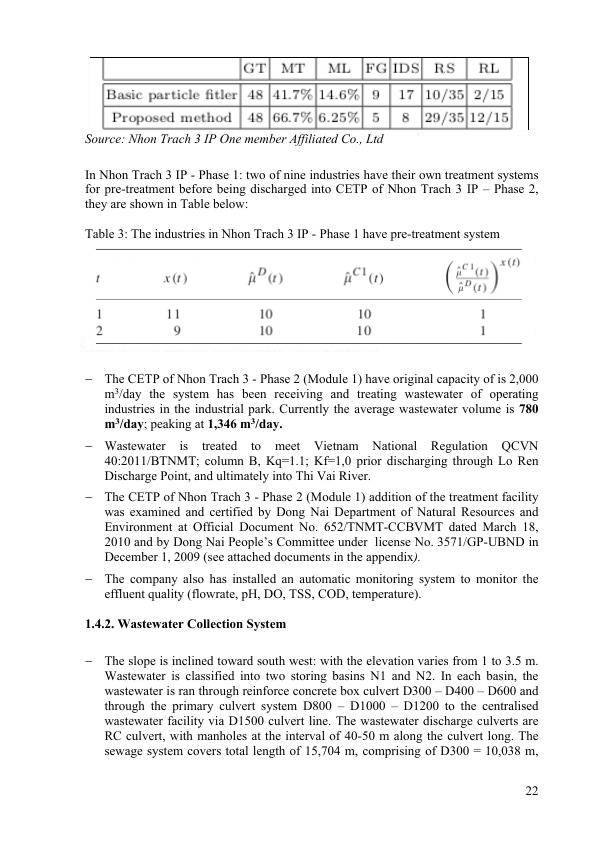 GT MT ML FG IDS RS RL
Basic particle fitler 48 41.7% 14.6% 9 17 10/35 2/15
Proposed method 48 66.7% 6.25% 5 8 29/35 12/15
Source: Nhon Trach 3 IP One member Affiliated Co., Ltd
In Nhon Trach 3 IP - Phase 1: two of nine industries have their own treatment systems
for pre-treatment before being discharged into CETP of Nhon Trach 3 IP – Phase 2,
they are shown in Table below:
Table 3: The industries in Nhon Trach 3 IP - Phase 1 have pre-treatment system
t x(t) μ̂^D(t) μ̂^C1(t) (μ̂^C1(t)/μ̂^D(t))^x(t)
1 11 10 10 1
2 9 10 10 1
– The CETP of Nhon Trach 3 - Phase 2 (Module 1) have original capacity of is 2,000
m³/day the system has been receiving and treating wastewater of operating
industries in the industrial park. Currently the average wastewater volume is 780
m³/day; peaking at 1,346 m³/day.
– Wastewater is treated to meet Vietnam National Regulation QCVN
40:2011/BTNMT; column B, Kq=1.1; Kf=1,0 prior discharging through Lo Ren
Discharge Point, and ultimately into Thi Vai River.
– The CETP of Nhon Trach 3 - Phase 2 (Module 1) addition of the treatment facility
was examined and certified by Dong Nai Department of Natural Resources and
Environment at Official Document No. 652/TNMT-CCBVMT dated March 18,
2010 and by Dong Nai People’s Committee under license No. 3571/GP-UBND in
December 1, 2009 (see attached documents in the appendix).
– The company also has installed an automatic monitoring system to monitor the
effluent quality (flowrate, pH, DO, TSS, COD, temperature).
1.4.2. Wastewater Collection System
– The slope is inclined toward south west: with the elevation varies from 1 to 3.5 m.
Wastewater is classified into two storing basins N1 and N2. In each basin, the
wastewater is ran through reinforce concrete box culvert D300 – D400 – D600 and
through the primary culvert system D800 – D1000 – D1200 to the centralised
wastewater facility via D1500 culvert line. The wastewater discharge culverts are
RC culvert, with manholes at the interval of 40-50 m along the culvert long. The
sewage system covers total length of 15,704 m, comprising of D300 = 10,038 m,
22